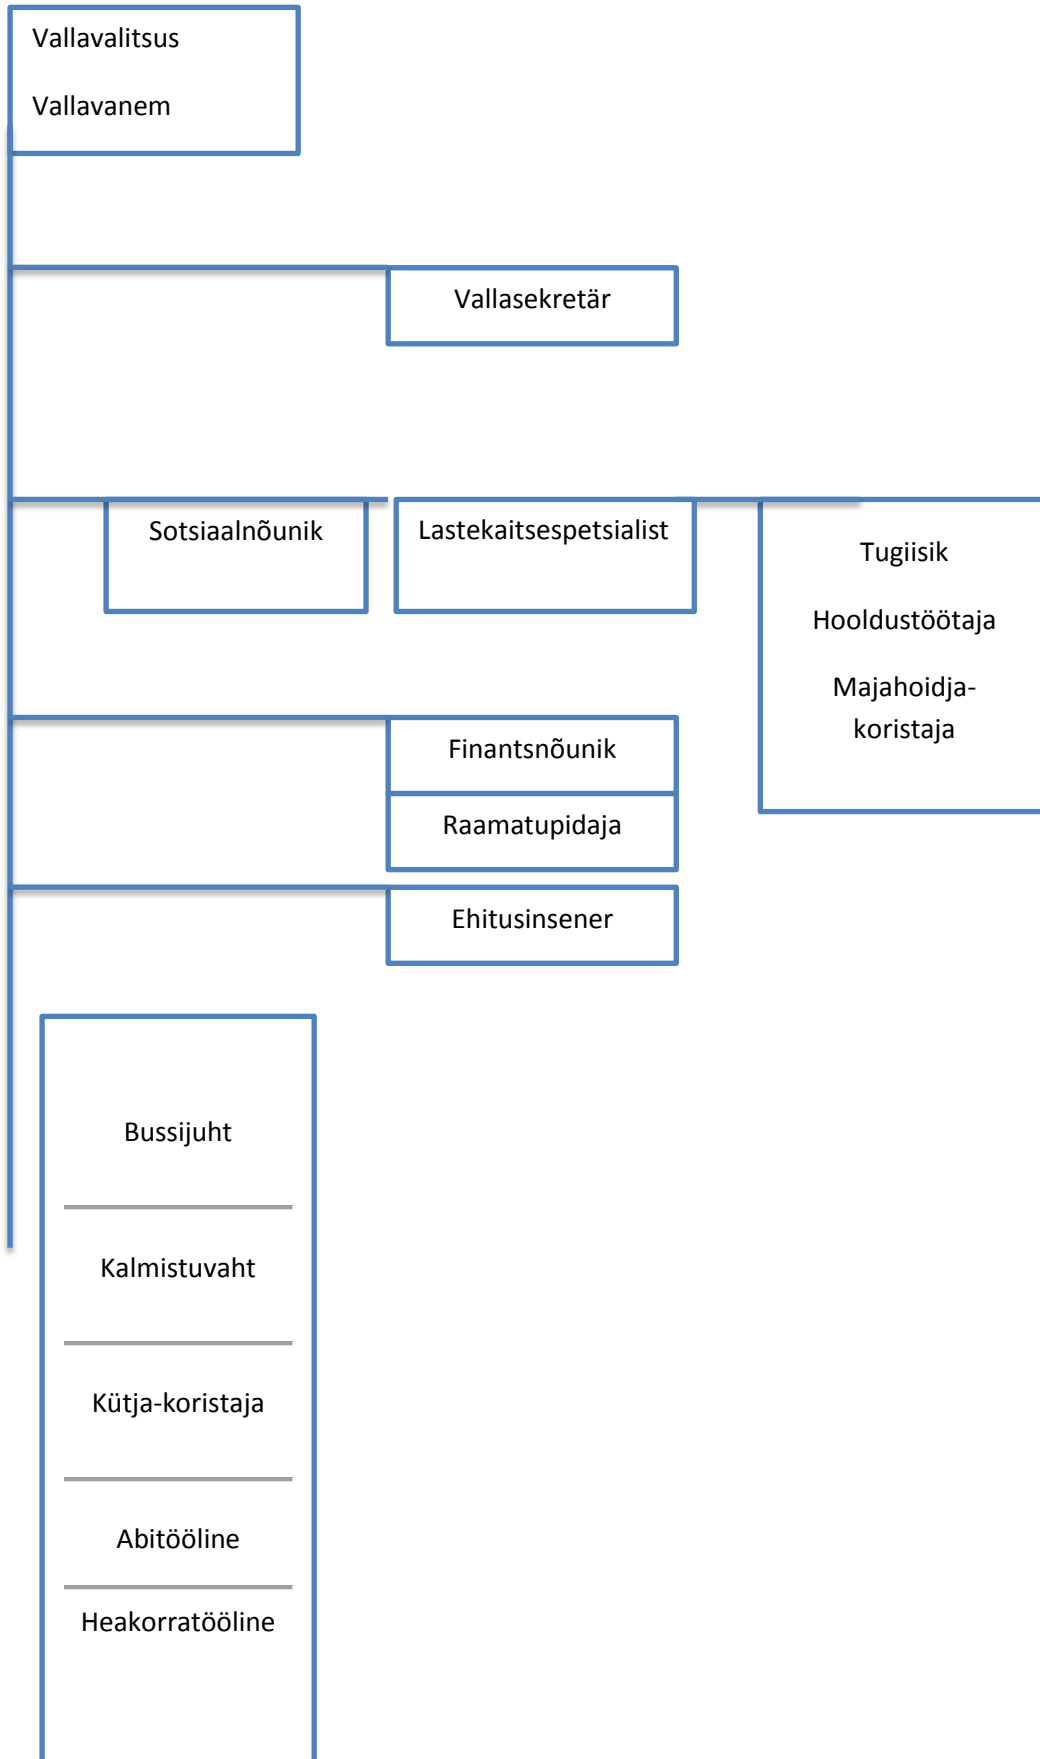 Vallavalitsus
Vallavanem
Vallasekretär
Sotsiaalnõunik
Lastekaitsespetsialist
Tugiisik
Hooldustöötaja
Majahoidja-
koristaja
Finantsnõunik
Raamatupidaja
Ehitusinsener
Bussijuht
Kalmistuvaht
Kütja-koristaja
Abitööline
Heakorratööline